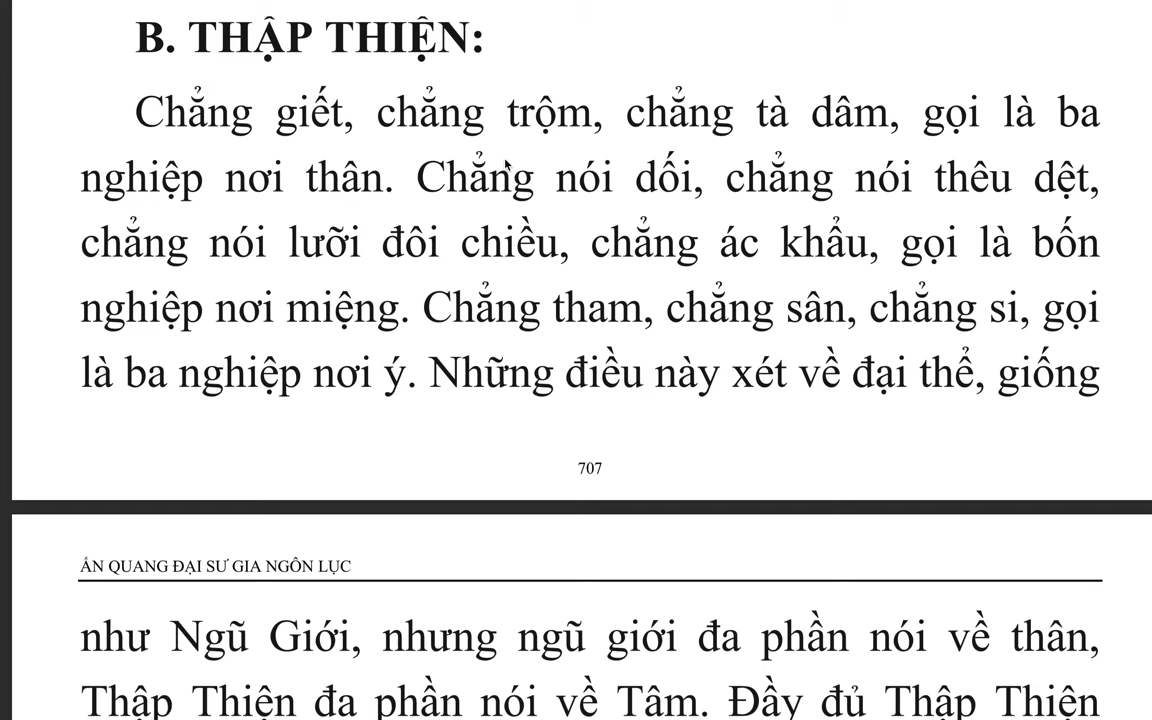 B. THẬP THIỆN:
Chẳng giết, chẳng trộm, chẳng tà dâm, gọi là ba
nghiệp nơi thân. Chẳng nói dối, chẳng nói thêu dệt,
chẳng nói lưỡi đôi chiều, chẳng ác khẩu, gọi là bốn
nghiệp nơi miệng. Chẳng tham, chẳng sân, chẳng si, gọi
là ba nghiệp nơi ý. Những điều này xét về đại thể, giống
707
ẤN QUANG ĐẠI SƯ GIA NGÔN LỤC
như Ngũ Giới, nhưng ngũ giới đa phần nói về thân,
Thập Thiện đa phần nói về Tâm. Đầy đủ Thập Thiện